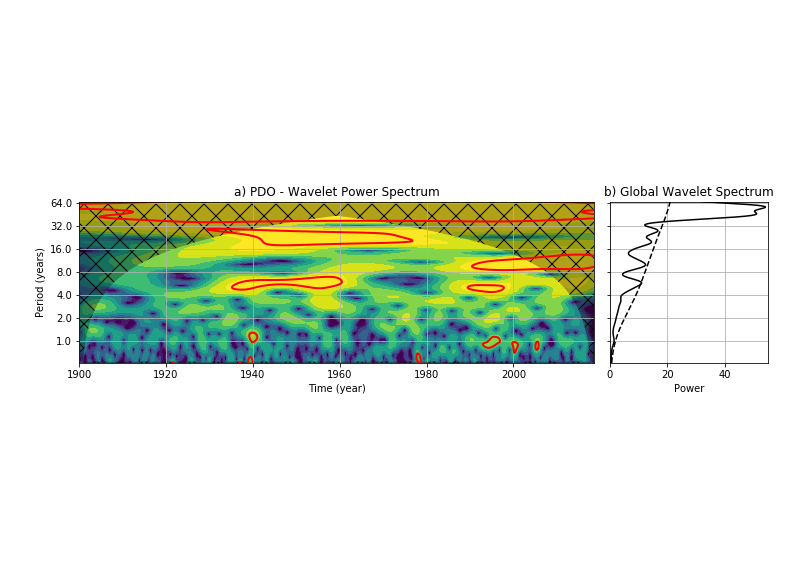 a) PDO - Wavelet Power Spectrum
b) Global Wavelet Spectrum
Period (years)
64.0
32.0
16.0
8.0
4.0
2.0
1.0
1900 1920 1940 1960 1980 2000
Time (year)
0 20 40
Power